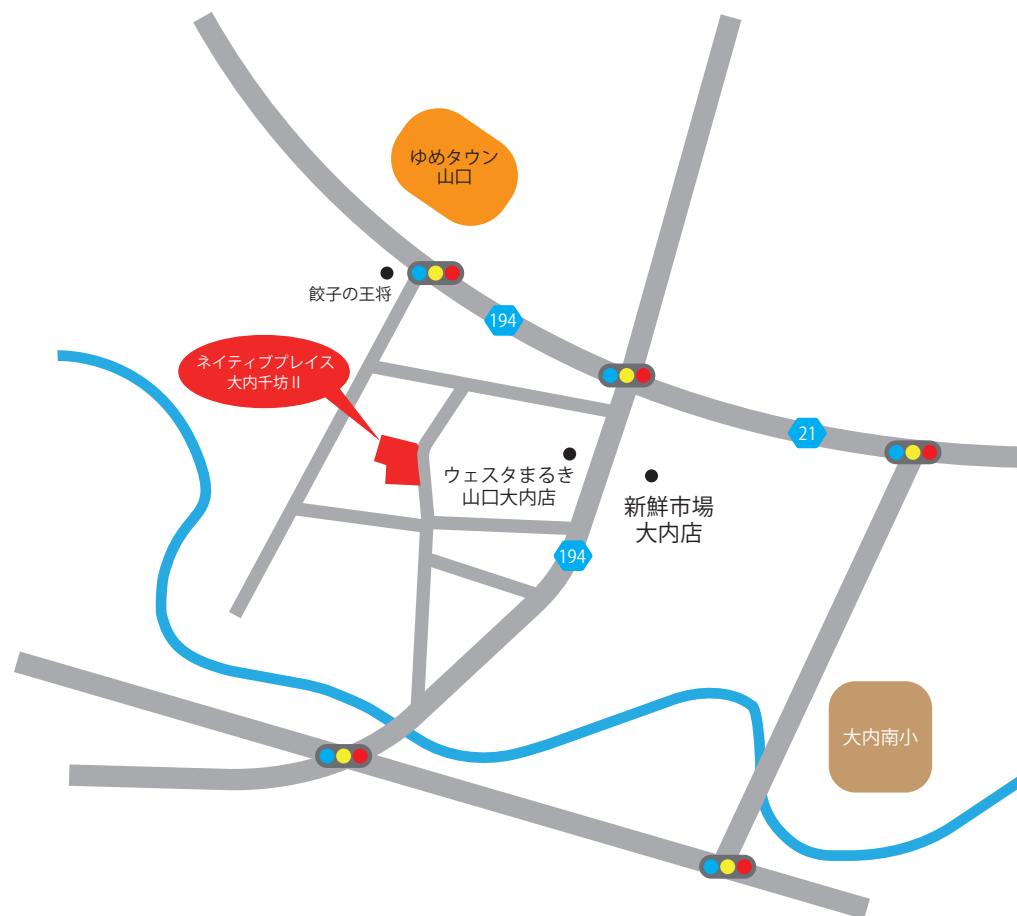 ゆめタウン
山口
餃子の王将
194
ネイティブプレイス
大内千坊Ⅱ
21
ウェスタまるき
山口大内店
新鮮市場
大内店
194
大内南小